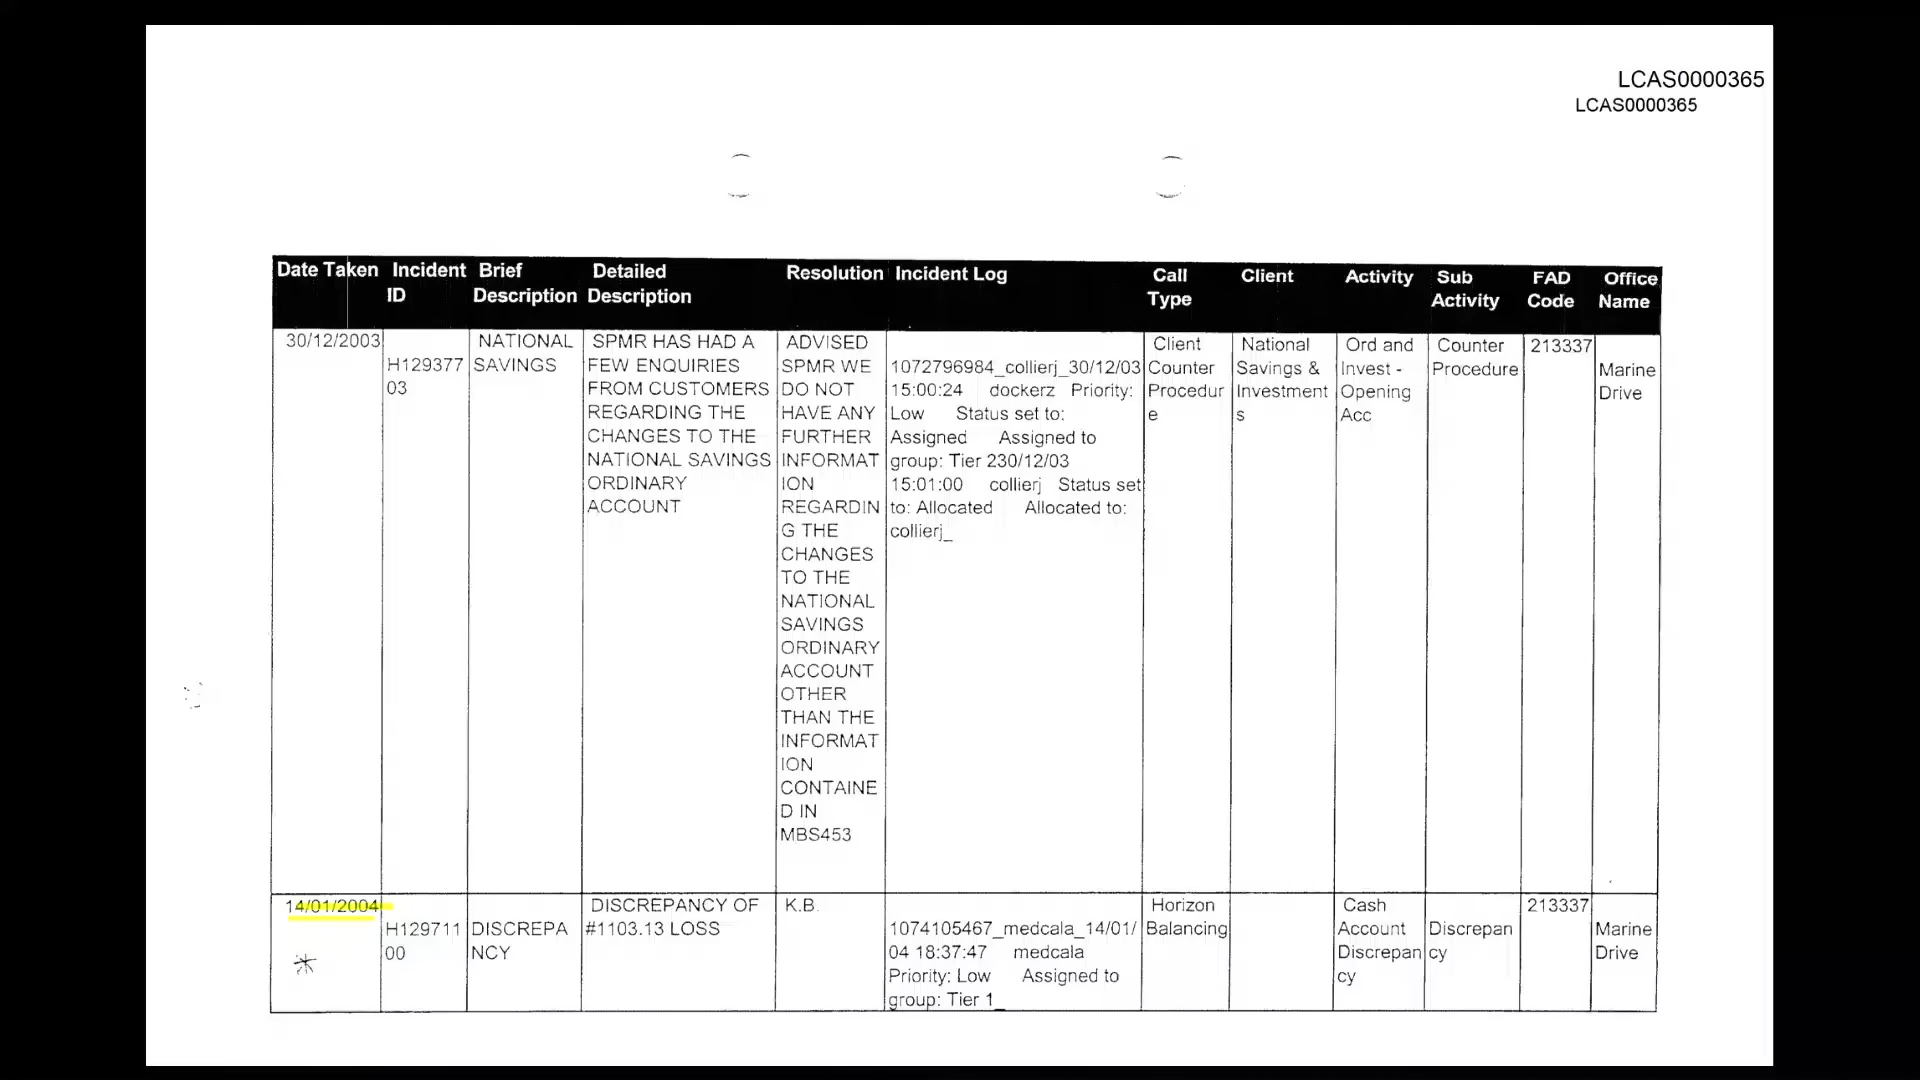 LCAS0000365
LCAS0000365
Date Taken Incident ID Brief Description Detailed Description Resolution Incident Log Call Type Client Activity Sub Activity FAD Code Office Name
30/12/2003
H129377
03
NATIONAL
SAVINGS
SPMR HAS HAD A
FEW ENQUIRIES
FROM CUSTOMERS
REGARDING THE
CHANGES TO THE
NATIONAL SAVINGS
ORDINARY
ACCOUNT
ADVISED
SPMR WE
DO NOT
HAVE ANY
FURTHER
INFORMAT
ION
REGARDIN
G THE
CHANGES
TO THE
NATIONAL
SAVINGS
ORDINARY
ACCOUNT
OTHER
THAN THE
INFORMAT
ION
CONTAINE
D IN
MBS453
1072796984_collierj_30/12/03
15:00:24 dockerz Priority:
Low Status set to:
Assigned Assigned to
group: Tier 230/12/03
15:01:00 collierj Status set
to: Allocated Allocated to:
collierj_
Client
Counter
Procedur
e
National
Savings &
Investment
s
Ord and
Invest -
Opening
Acc
Counter
Procedure
213337
Marine
Drive
14/01/2004
H129711
00
DISCREPA
NCY
DISCREPANCY OF
#1103.13 LOSS
K.B.
1074105467_medcala_14/01/
04 18:37:47 medcala
Priority: Low Assigned to
group: Tier 1_
Horizon
Balancing
Cash
Account
Discrepan
cy
Discrepan
cy
213337
Marine
Drive